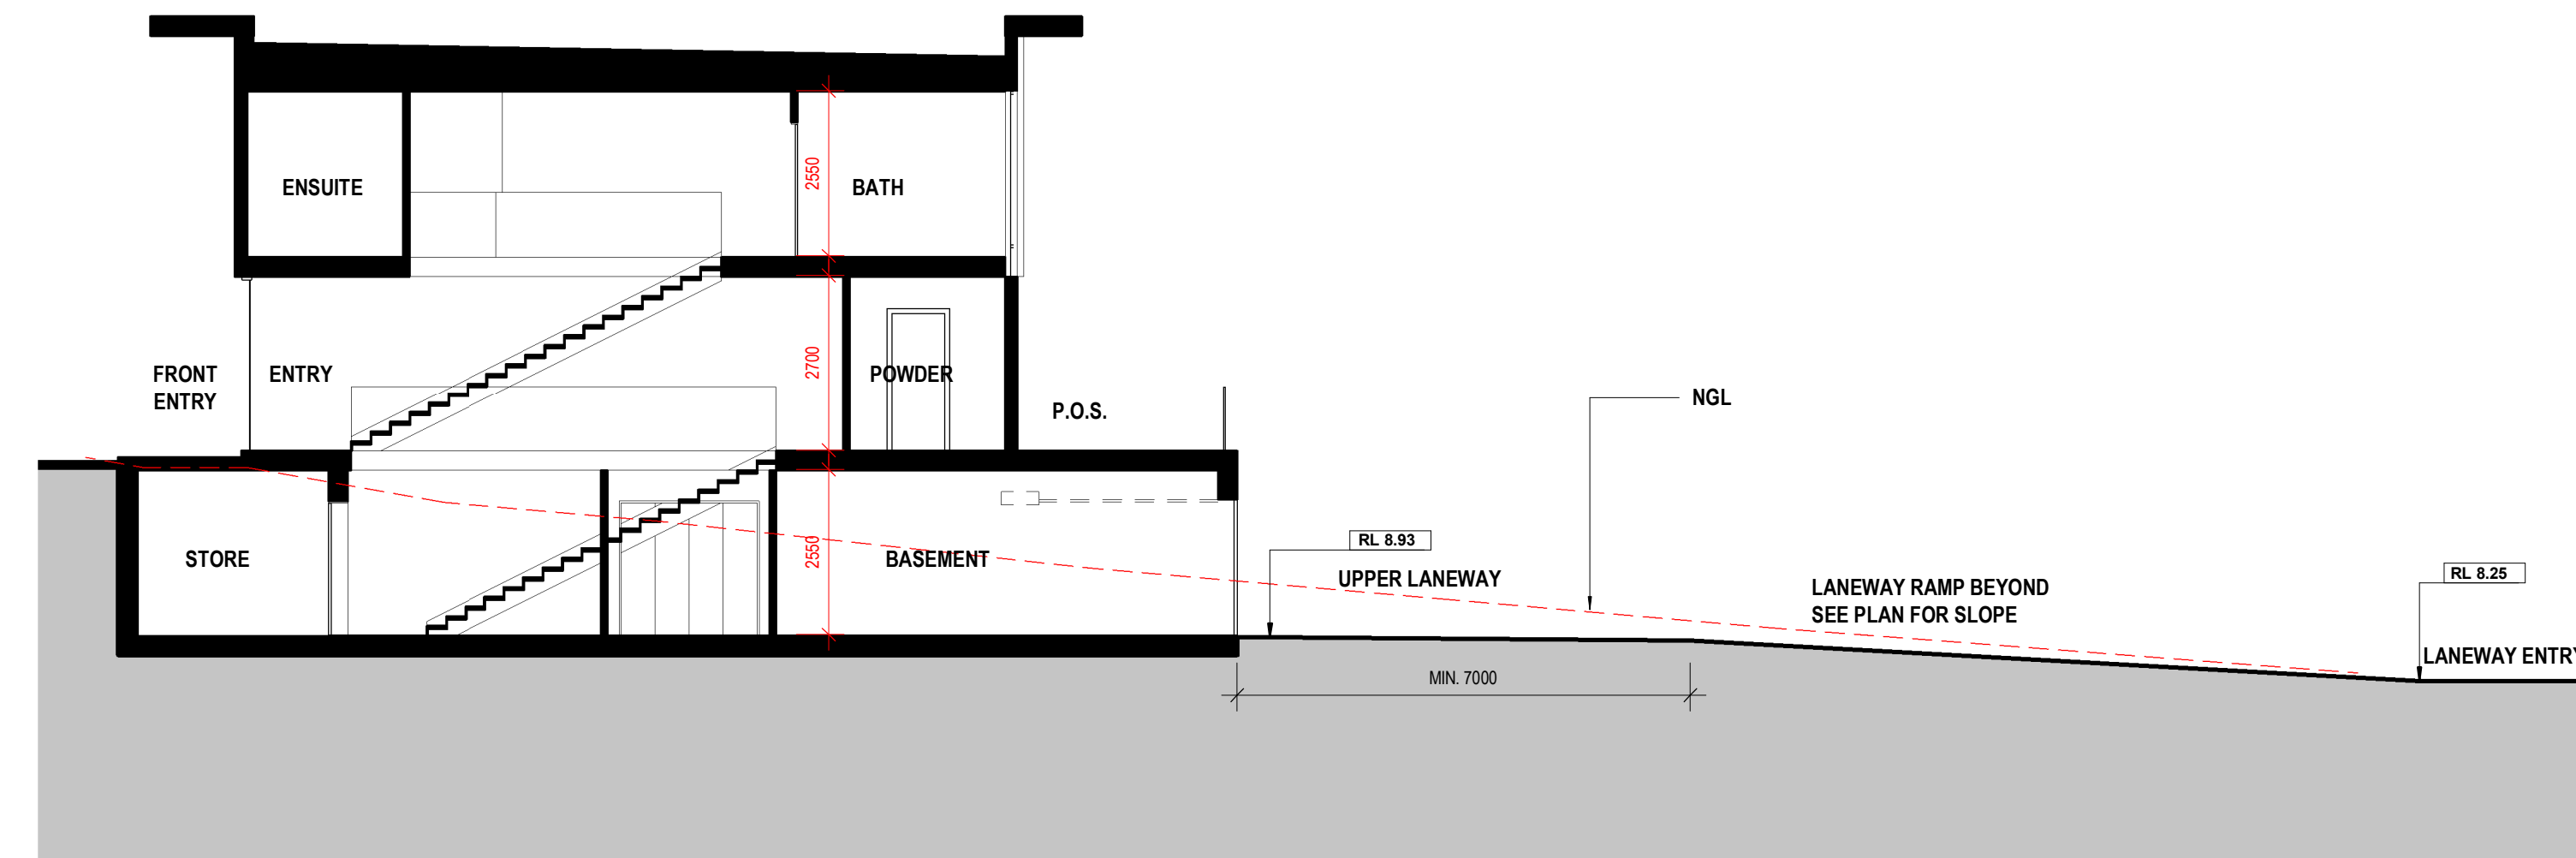 2550
ENSUITE
BATH
2700
FRONT
ENTRY
ENTRY
POWDER
P.O.S.
NGL
2550
STORE
BASEMENT
RL 8.93
UPPER LANEWAY
LANEWAY RAMP BEYOND
SEE PLAN FOR SLOPE
RL 8.25
LANEWAY ENTRY
MIN. 7000